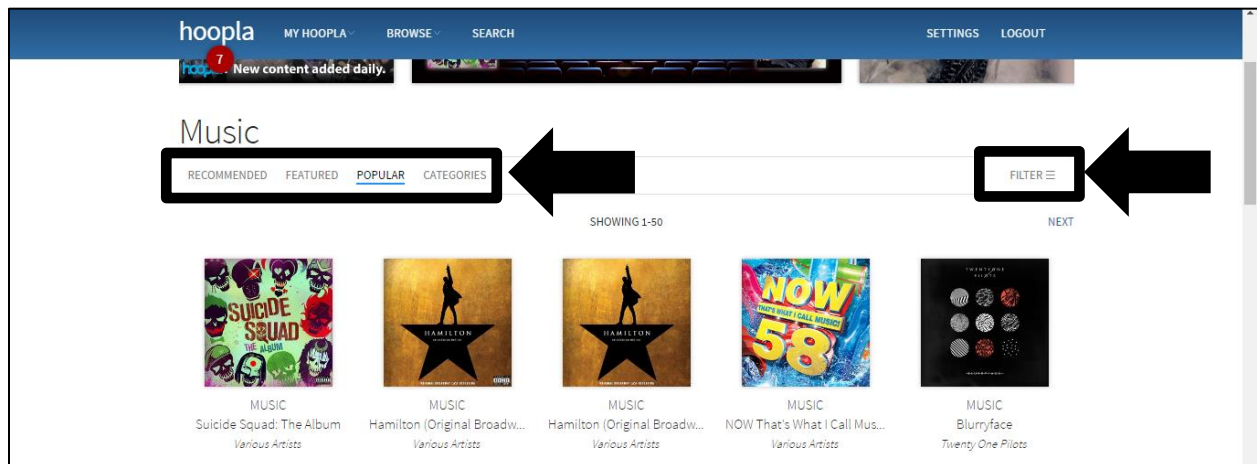 hoopla MY HOOPLA BROWSE SEARCH SETTINGS LOGOUT
7
New content added daily.
Music
RECOMMENDED FEATURED POPULAR CATEGORIES FILTER
SHOWING 1-50 NEXT
SUICIDE SQUAD THE ALBUM
HAMILTON
HAMILTON
NOW THAT'S WHAT I CALL MUSIC! 58
TWENTY ONE PILOTS
MUSIC MUSIC MUSIC MUSIC MUSIC
Suicide Squad: The Album Hamilton (Original Broadw... Hamilton (Original Broadw... NOW That's What I Call Mus... Blurryface
Various Artists Various Artists Various Artists Various Artists Twenty One Pilots